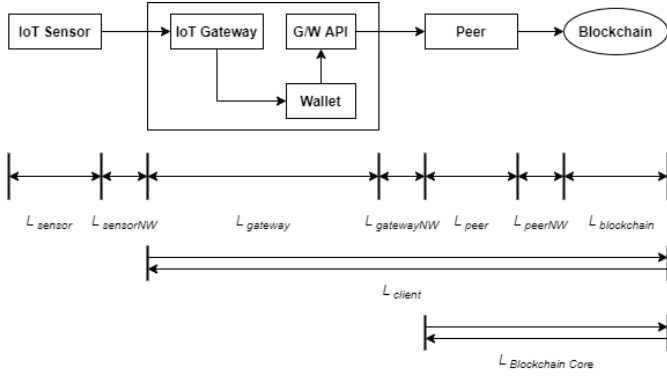 IoT Sensor IoT Gateway G/W API Peer Blockchain
Wallet
L sensor L sensorNW L gateway L gatewayNW L peer L peerNW L blockchain
L client
L Blockchain Core